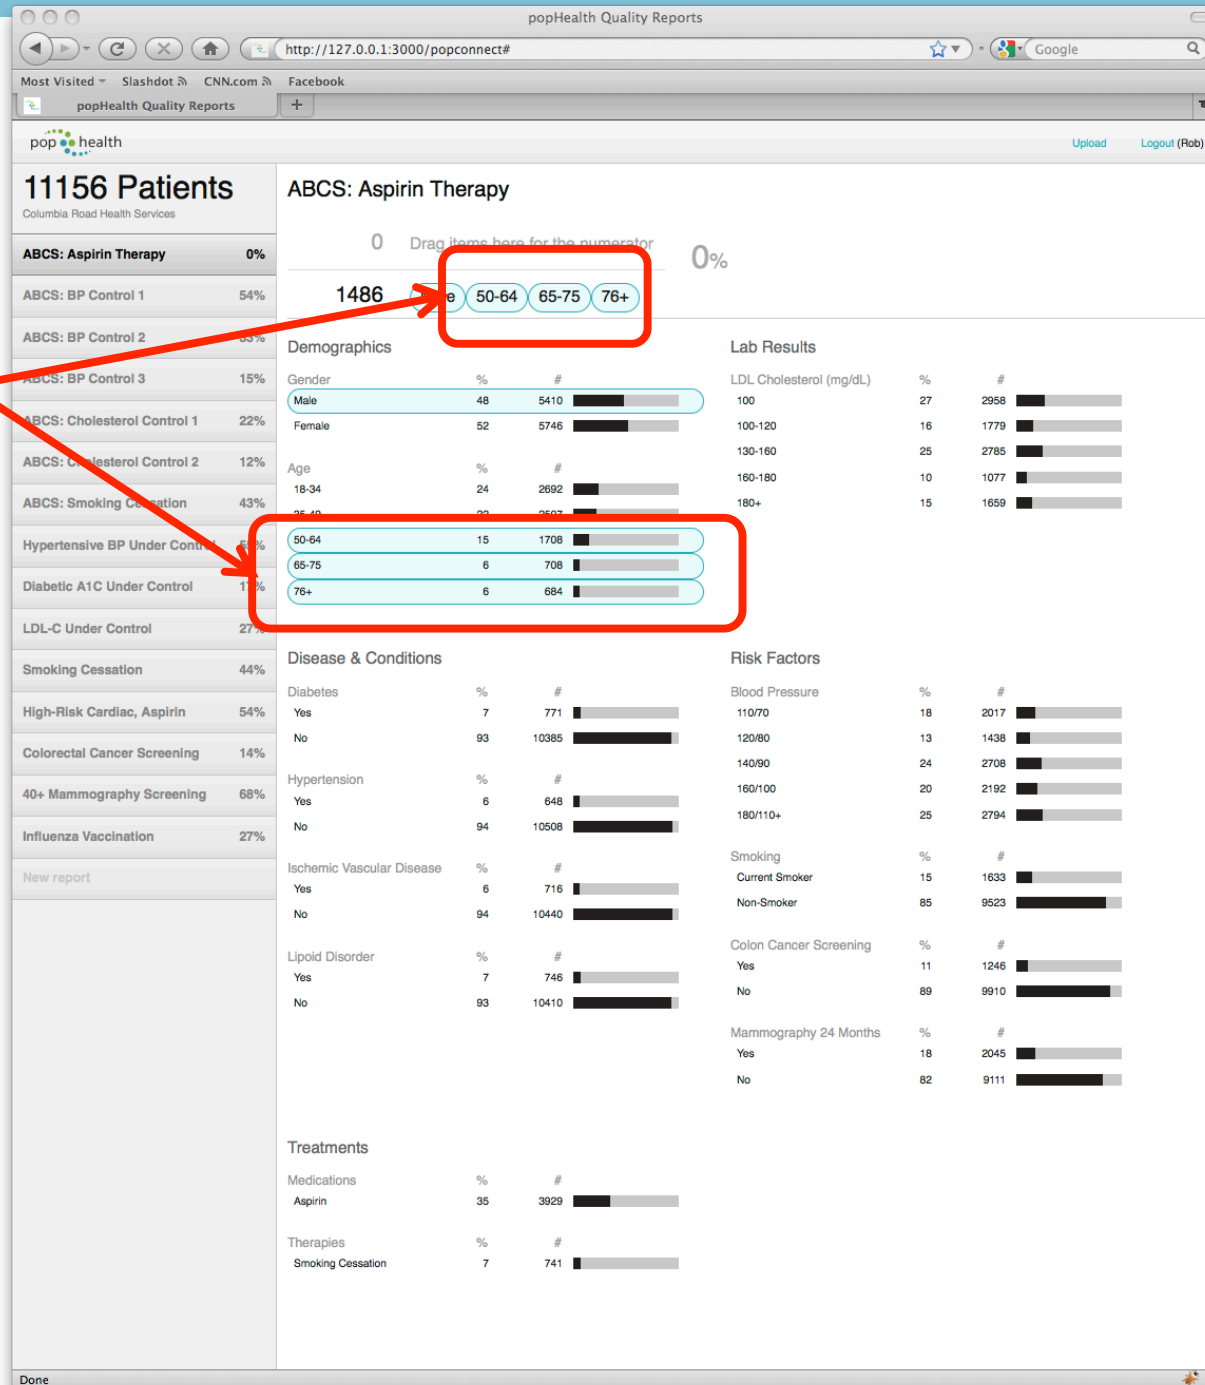 popHealth Quality Reports
http://127.0.0.1:3000/popconnect#
Google
Most Visited Slashdot CNN.com Facebook
popHealth Quality Reports +
pop health
Upload Logout (Rob)
11156 Patients
Columbia Road Health Services
ABCS: Aspirin Therapy 0%
ABCS: BP Control 1 54%
ABCS: BP Control 2
ABCS: BP Control 3 15%
ABCS: Cholesterol Control 1 22%
ABCS: Cholesterol Control 2 12%
ABCS: Smoking Cessation 43%
Hypertensive BP Under Control
Diabetic A1C Under Control
LDL-C Under Control
Smoking Cessation 44%
High-Risk Cardiac, Aspirin 54%
Colorectal Cancer Screening 14%
40+ Mammography Screening 68%
Influenza Vaccination 27%
New report
ABCS: Aspirin Therapy
0 Drag items here for the numerator 0%
1486 50-64 65-75 76+
Demographics
Gender % #
Male 48 5410
Female 52 5746
Age % #
18-34 24 2692
50-64 15 1708
65-75 6 708
76+ 6 684
Lab Results
LDL Cholesterol (mg/dL) % #
100 27 2958
100-120 16 1779
130-160 25 2785
160-180 10 1077
180+ 15 1659
Disease & Conditions
Diabetes % #
Yes 7 771
No 93 10385
Hypertension % #
Yes 6 648
No 94 10508
Ischemic Vascular Disease % #
Yes 6 716
No 94 10440
Lipoid Disorder % #
Yes 7 746
No 93 10410
Risk Factors
Blood Pressure % #
110/70 18 2017
120/80 13 1438
140/90 24 2708
160/100 20 2192
180/110+ 25 2794
Smoking % #
Current Smoker 15 1633
Non-Smoker 85 9523
Colon Cancer Screening % #
Yes 11 1246
No 89 9910
Mammography 24 Months % #
Yes 18 2045
No 82 9111
Treatments
Medications % #
Aspirin 35 3929
Therapies % #
Smoking Cessation 7 741
Done